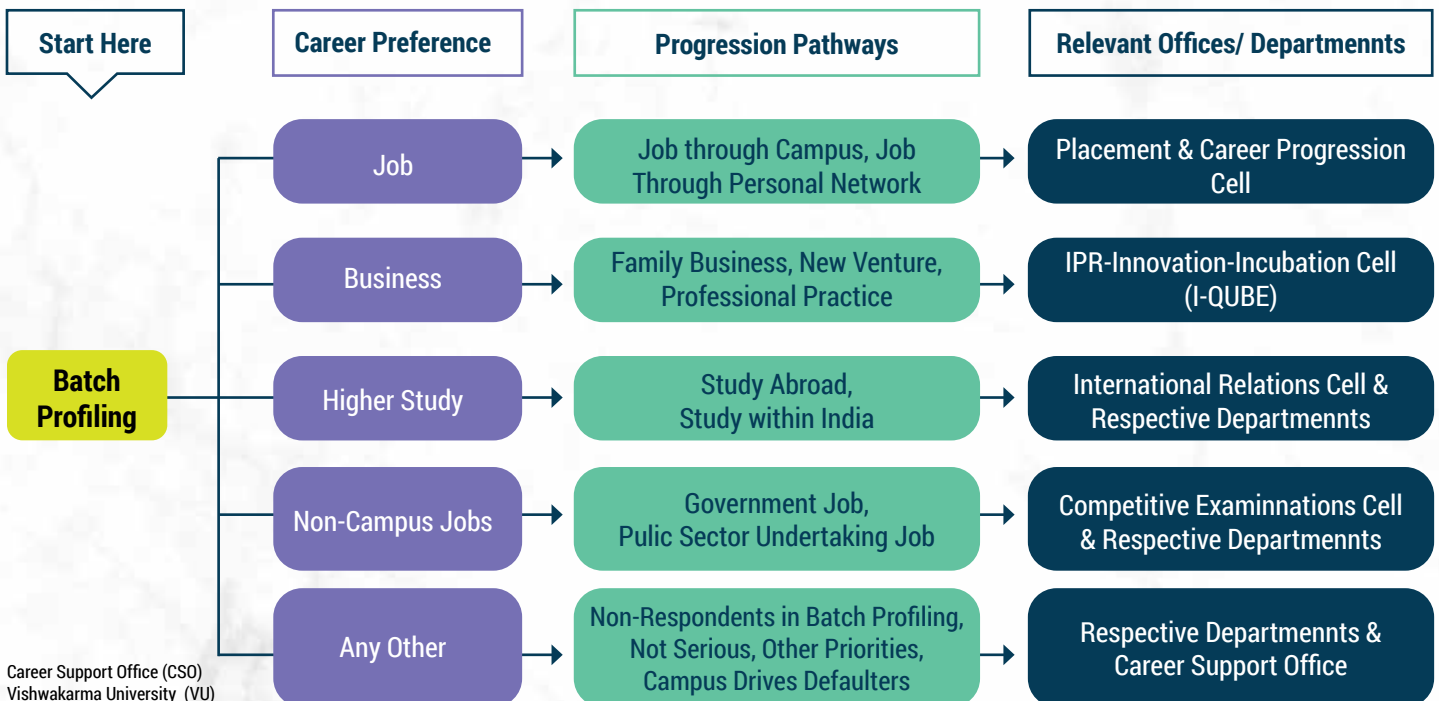 Start Here
Career Preference
Progression Pathways
Relevant Offices/ Departmennts
Batch
Profiling
Job
Job through Campus, Job
Through Personal Network
Placement & Career Progression
Cell
Business
Family Business, New Venture,
Professional Practice
IPR-Innovation-Incubation Cell
(I-QUBE)
Higher Study
Study Abroad,
Study within India
International Relations Cell &
Respective Departmennts
Non-Campus Jobs
Government Job,
Pulic Sector Undertaking Job
Competitive Examinnations Cell
& Respective Departmennts
Any Other
Non-Respondents in Batch Profiling,
Not Serious, Other Priorities,
Campus Drives Defaulters
Respective Departmennts &
Career Support Office
Career Support Office (CSO)
Vishwakarma University (VU)